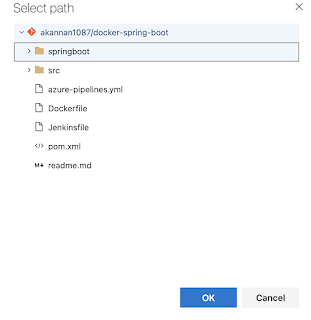 Select path
akannan1087/docker-spring-boot
springboot
src
azure-pipelines.yml
Dockerfile
Jenkinsfile
</> pom.xml
M↓ readme.md
OK Cancel